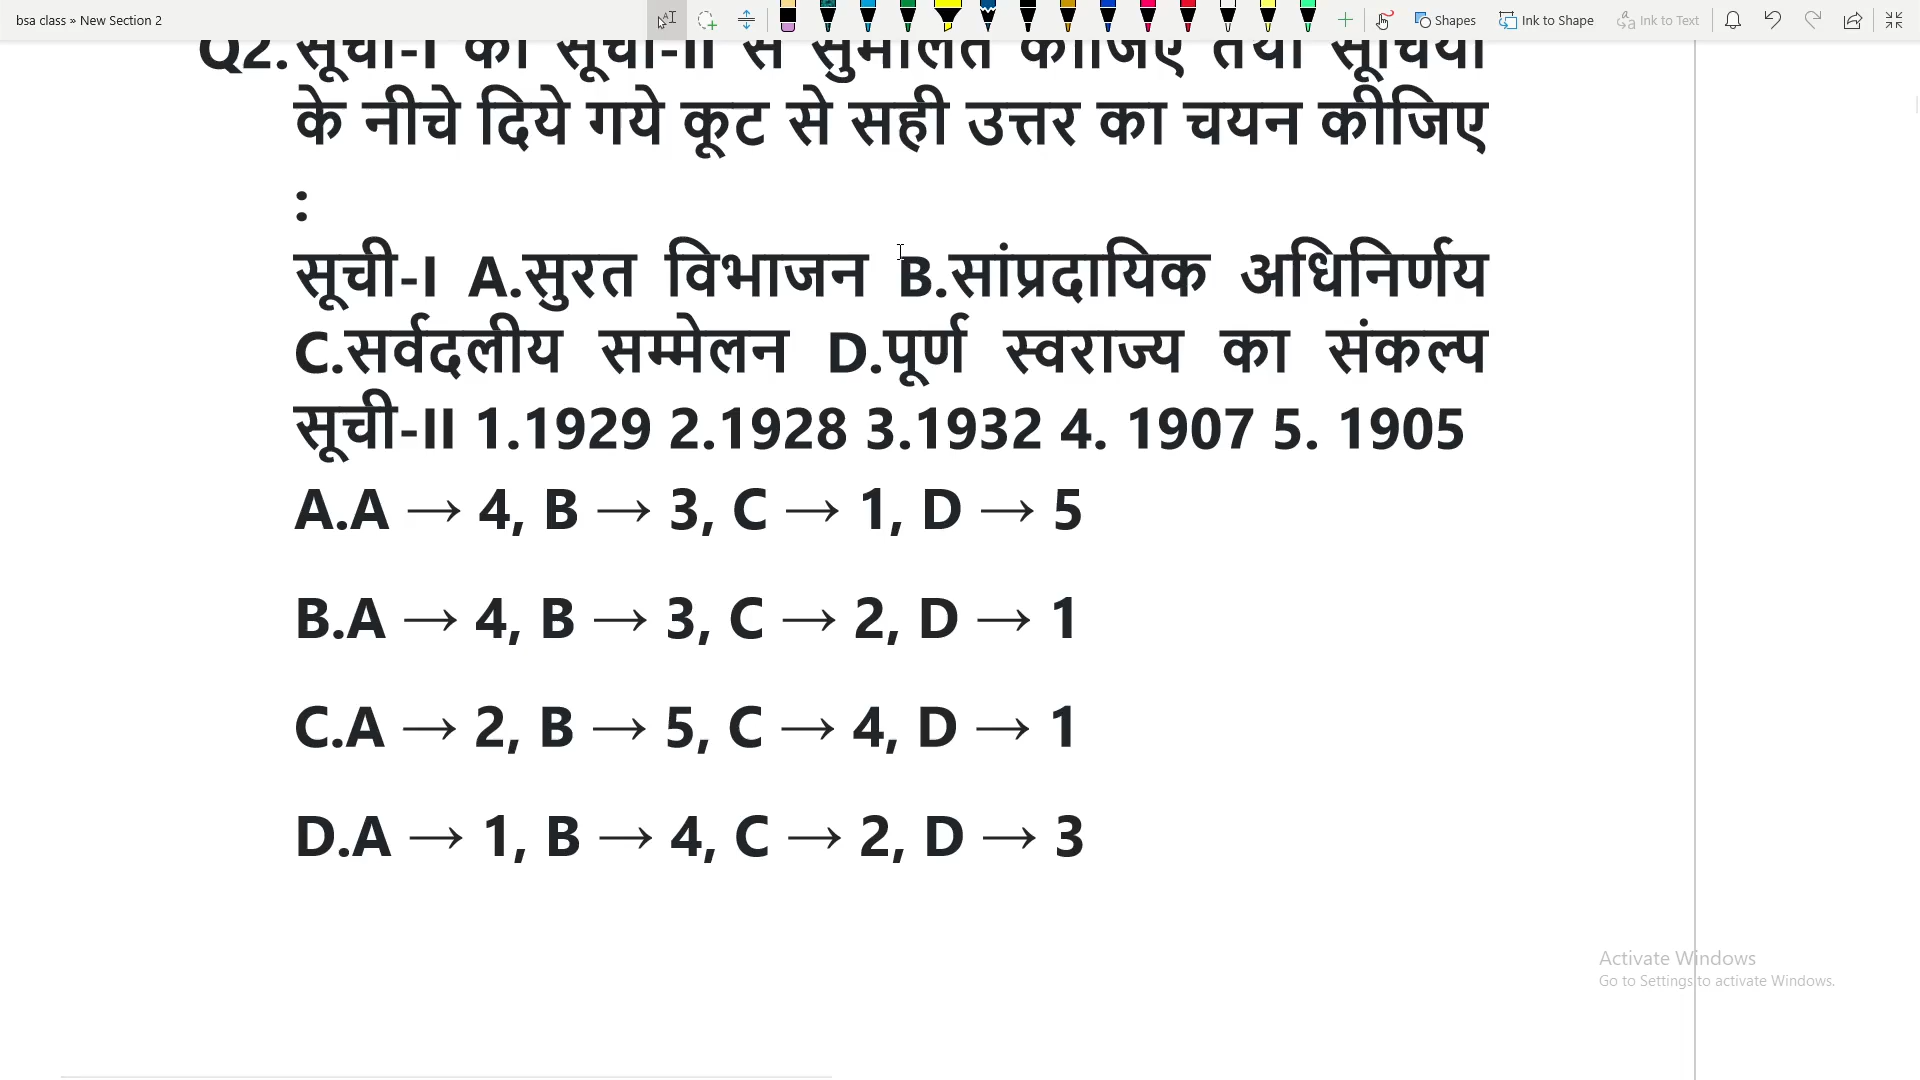 bsa class » New Section 2
Shapes
Ink to Shape
Ink to Text
Q2.सूची-I को सूची-II से सुमेलित कीजिए तथा सूचियों
के नीचे दिये गये कूट से सही उत्तर का चयन कीजिए
:
सूची-I A.सुरत विभाजन B.सांप्रदायिक अधिनिर्णय
C.सर्वदलीय सम्मेलन D.पूर्ण स्वराज्य का संकल्प
सूची-II 1.1929 2.1928 3.1932 4. 1907 5. 1905
A.A → 4, B → 3, C → 1, D → 5
B.A → 4, B → 3, C → 2, D → 1
C.A → 2, B → 5, C → 4, D → 1
D.A → 1, B → 4, C → 2, D → 3
Activate Windows
Go to Settings to activate Windows.